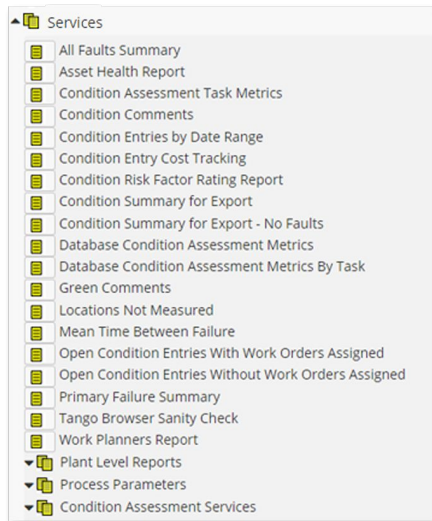 Services
All Faults Summary
Asset Health Report
Condition Assessment Task Metrics
Condition Comments
Condition Entries by Date Range
Condition Entry Cost Tracking
Condition Risk Factor Rating Report
Condition Summary for Export
Condition Summary for Export - No Faults
Database Condition Assessment Metrics
Database Condition Assessment Metrics By Task
Green Comments
Locations Not Measured
Mean Time Between Failure
Open Condition Entries With Work Orders Assigned
Open Condition Entries Without Work Orders Assigned
Primary Failure Summary
Tango Browser Sanity Check
Work Planners Report
Plant Level Reports
Process Parameters
Condition Assessment Services